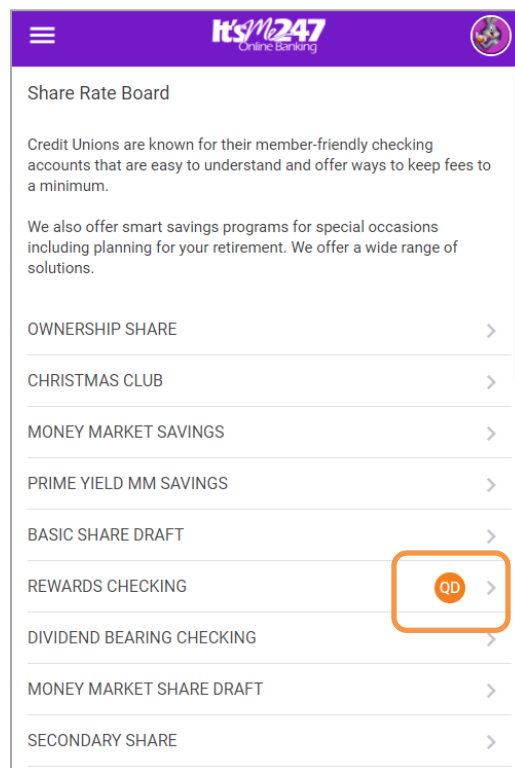 It'sMe247
Online Banking
Share Rate Board
Credit Unions are known for their member-friendly checking
accounts that are easy to understand and offer ways to keep fees to
a minimum.
We also offer smart savings programs for special occasions
including planning for your retirement. We offer a wide range of
solutions.
OWNERSHIP SHARE
CHRISTMAS CLUB
MONEY MARKET SAVINGS
PRIME YIELD MM SAVINGS
BASIC SHARE DRAFT
REWARDS CHECKING QD
DIVIDEND BEARING CHECKING
MONEY MARKET SHARE DRAFT
SECONDARY SHARE